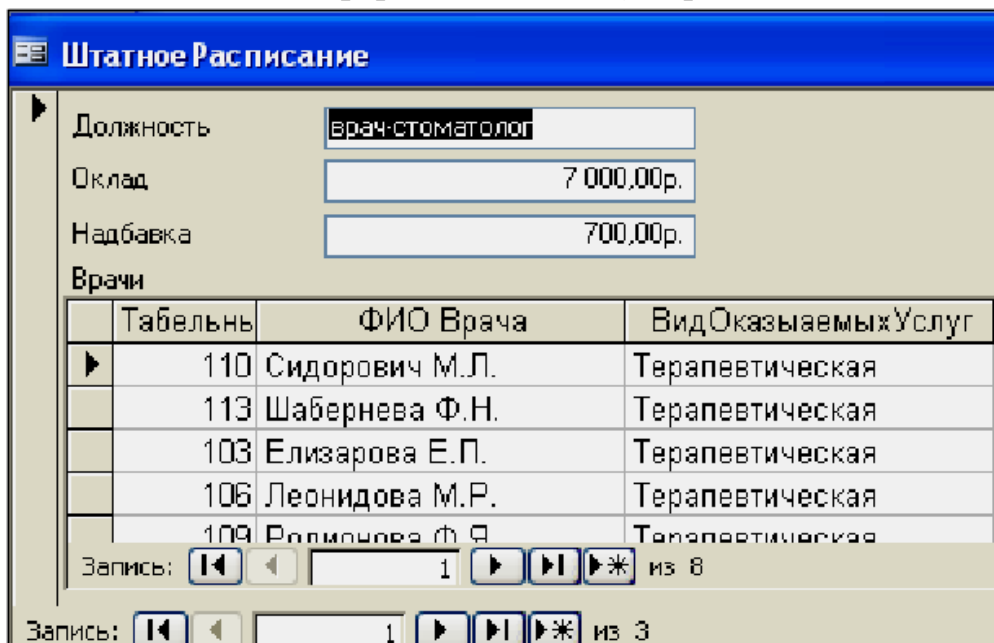 Штатное Расписание
Должность врач-стоматолог
Оклад 7 000,00р.
Надбавка 700,00р.
Врачи
Табельнь ФИО Врача ВидОказыаемыхУслуг
110 Сидорович М.Л. Терапевтическая
113 Шабернева Ф.Н. Терапевтическая
103 Елизарова Е.П. Терапевтическая
106 Леонидова М.Р. Терапевтическая
109 Родионова Ф.Я. Терапевтическая
Запись: 1 из 8
Запись: 1 из 3